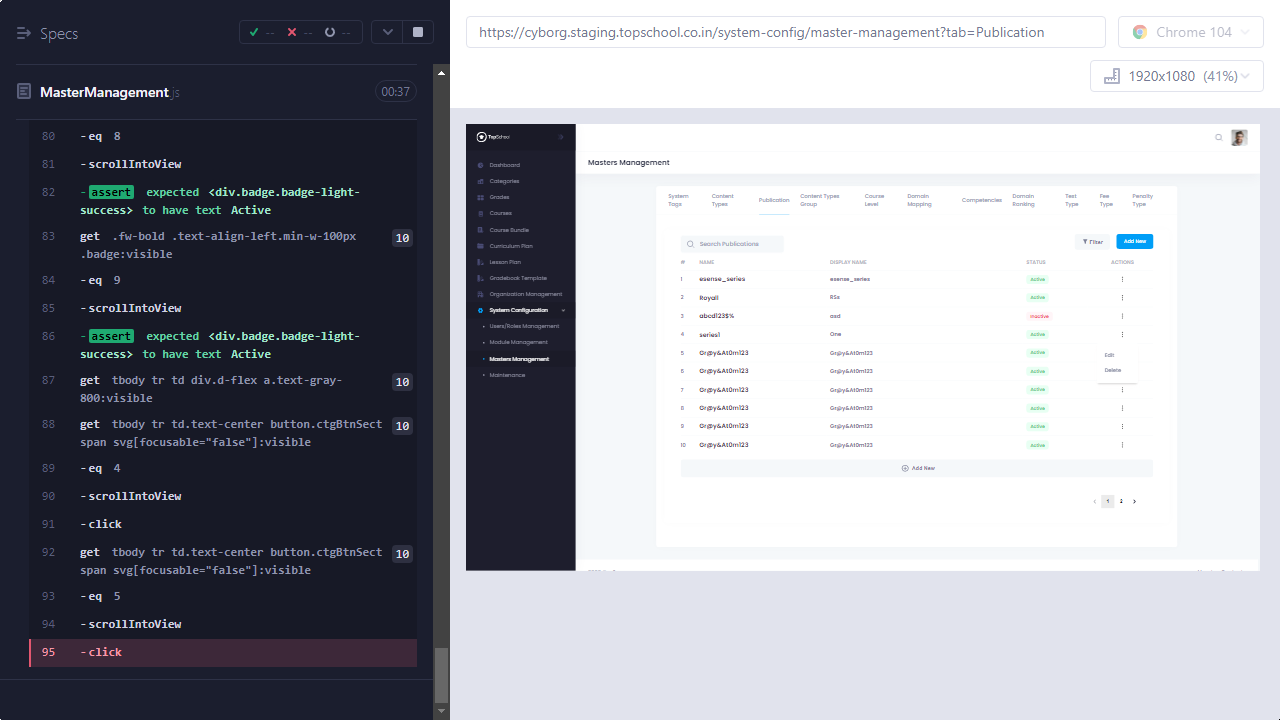 Specs
-- -- --
MasterManagement.js
00:37
80 -eq 8
81 -scrollIntoView
82 -assert expected <div.badge.badge-light-
success> to have text Active
83 get .fw-bold .text-align-left.min-w-100px 10
.badge:visible
84 -eq 9
85 -scrollIntoView
86 -assert expected <div.badge.badge-light-
success> to have text Active
87 get tbody tr td div.d-flex a.text-gray- 10
800:visible
88 get tbody tr td.text-center button.ctgBtnSect 10
span svg[focusable="false"]:visible
89 -eq 4
90 -scrollIntoView
91 -click
92 get tbody tr td.text-center button.ctgBtnSect 10
span svg[focusable="false"]:visible
93 -eq 5
94 -scrollIntoView
95 -click
https://cyborg.staging.topschool.co.in/system-config/master-management?tab=Publication
Chrome 104
1920x1080 (41%)
TopSchool
Dashboard
Categories
Grades
Courses
Course Bundle
Curriculum Plan
Lesson Plan
Gradebook Template
Organisation Management
System Configuration
Users/Roles Management
Module Management
Masters Management
Maintenance
Masters Management
System Tags
Content Types
Publication
Content Types Group
Course Level
Domain Mapping
Competencies
Domain Ranking
Test Type
Fee Type
Penalty Type
Search Publications
Filter
Add New
# NAME DISPLAY NAME STATUS ACTIONS
1 esense_series esense_series Active
2 Royall RSs Active
3 abcd123$% asd Inactive
4 series1 One Active
5 Gr@y&At0m123 Gr@y&At0m123 Active
6 Gr@y&At0m123 Gr@y&At0m123 Active
7 Gr@y&At0m123 Gr@y&At0m123 Active
8 Gr@y&At0m123 Gr@y&At0m123 Active
9 Gr@y&At0m123 Gr@y&At0m123 Active
10 Gr@y&At0m123 Gr@y&At0m123 Active
Edit
Delete
Add New
1 2